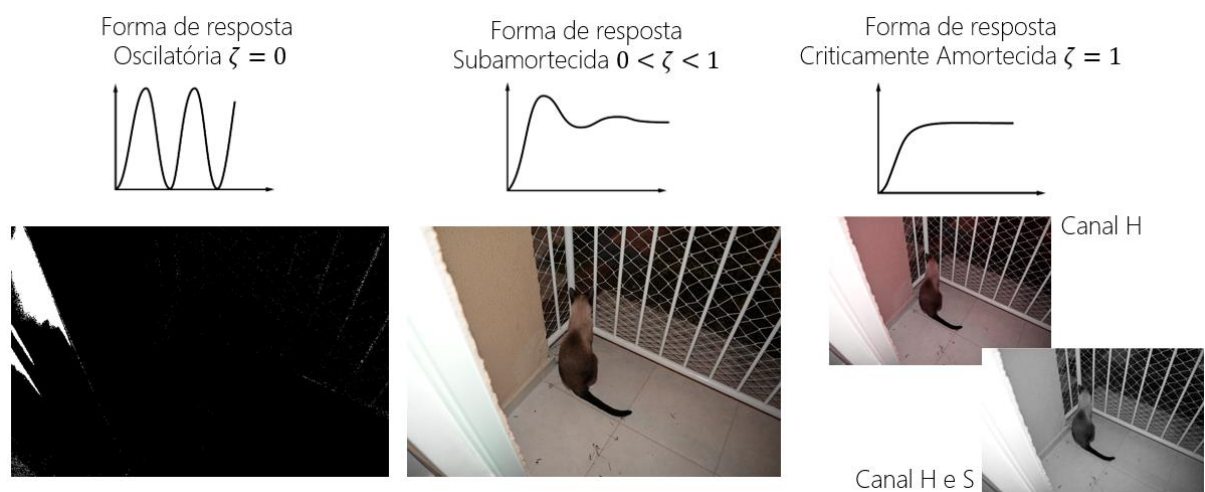 Forma de resposta
Oscilatória ζ = 0
Forma de resposta
Subamortecida 0 < ζ < 1
Forma de resposta
Criticamente Amortecida ζ = 1
Canal H
Canal H e S